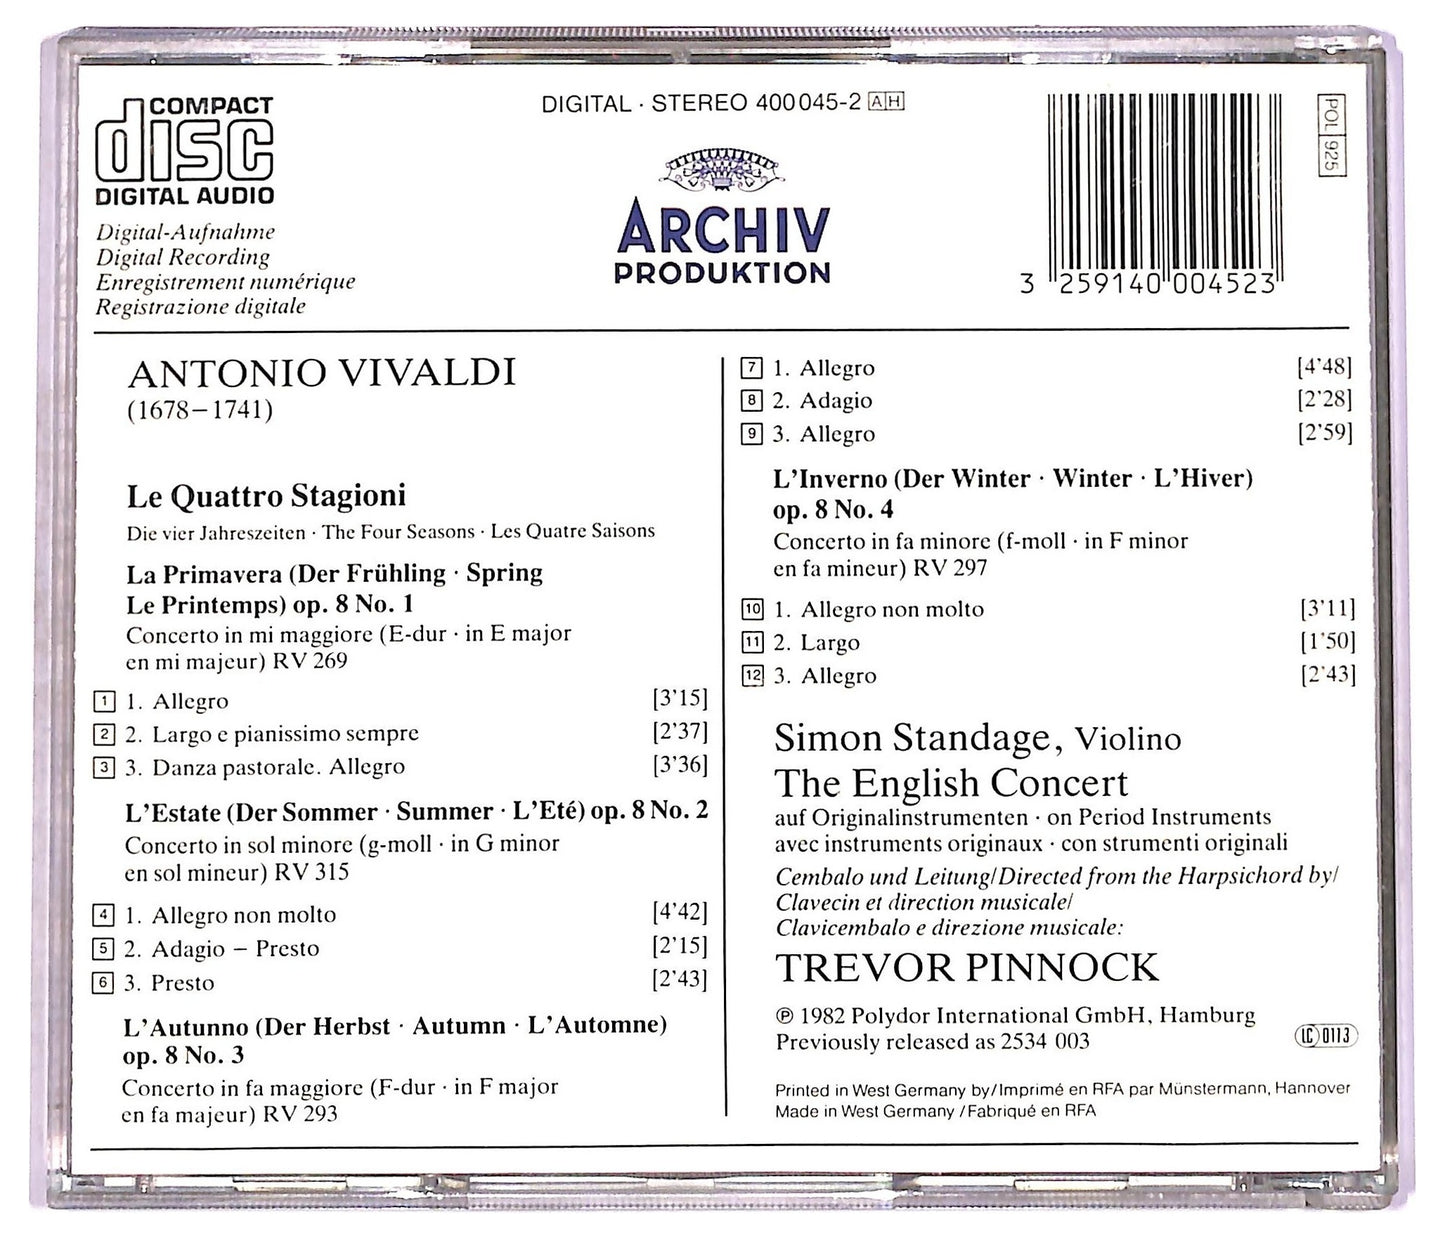 COMPACT
disc
DIGITAL AUDIO
DIGITAL · STEREO 400 045-2 AH
ARCHIV
PRODUKTION
3 259140 004523
POL 925
Digital-Aufnahme
Digital Recording
Enregistrement numérique
Registrazione digitale
ANTONIO VIVALDI
(1678–1741)
Le Quattro Stagioni
Die vier Jahreszeiten · The Four Seasons · Les Quatre Saisons
La Primavera (Der Frühling · Spring
Le Printemps) op. 8 No. 1
Concerto in mi maggiore (E-dur · in E major
en mi majeur) RV 269
1 1. Allegro [3'15]
2 2. Largo e pianissimo sempre [2'37]
3 3. Danza pastorale. Allegro [3'36]
L'Estate (Der Sommer · Summer · L'Eté) op. 8 No. 2
Concerto in sol minore (g-moll · in G minor
en sol mineur) RV 315
4 1. Allegro non molto [4'42]
5 2. Adagio – Presto [2'15]
6 3. Presto [2'43]
L'Autunno (Der Herbst · Autumn · L'Automne)
op. 8 No. 3
Concerto in fa maggiore (F-dur · in F major
en fa majeur) RV 293
7 1. Allegro [4'48]
8 2. Adagio [2'28]
9 3. Allegro [2'59]
L'Inverno (Der Winter · Winter · L'Hiver)
op. 8 No. 4
Concerto in fa minore (f-moll · in F minor
en fa mineur) RV 297
10 1. Allegro non molto [3'11]
11 2. Largo [1'50]
12 3. Allegro [2'43]
Simon Standage, Violino
The English Concert
auf Originalinstrumenten · on Period Instruments
avec instruments originaux · con strumenti originali
Cembalo und Leitung/Directed from the Harpsichord by/
Clavecin et direction musicale/
Clavicembalo e direzione musicale:
TREVOR PINNOCK
℗ 1982 Polydor International GmbH, Hamburg
Previously released as 2534 003
LC 0113
Printed in West Germany by/Imprimé en RFA par Münstermann, Hannover
Made in West Germany/Fabriqué en RFA